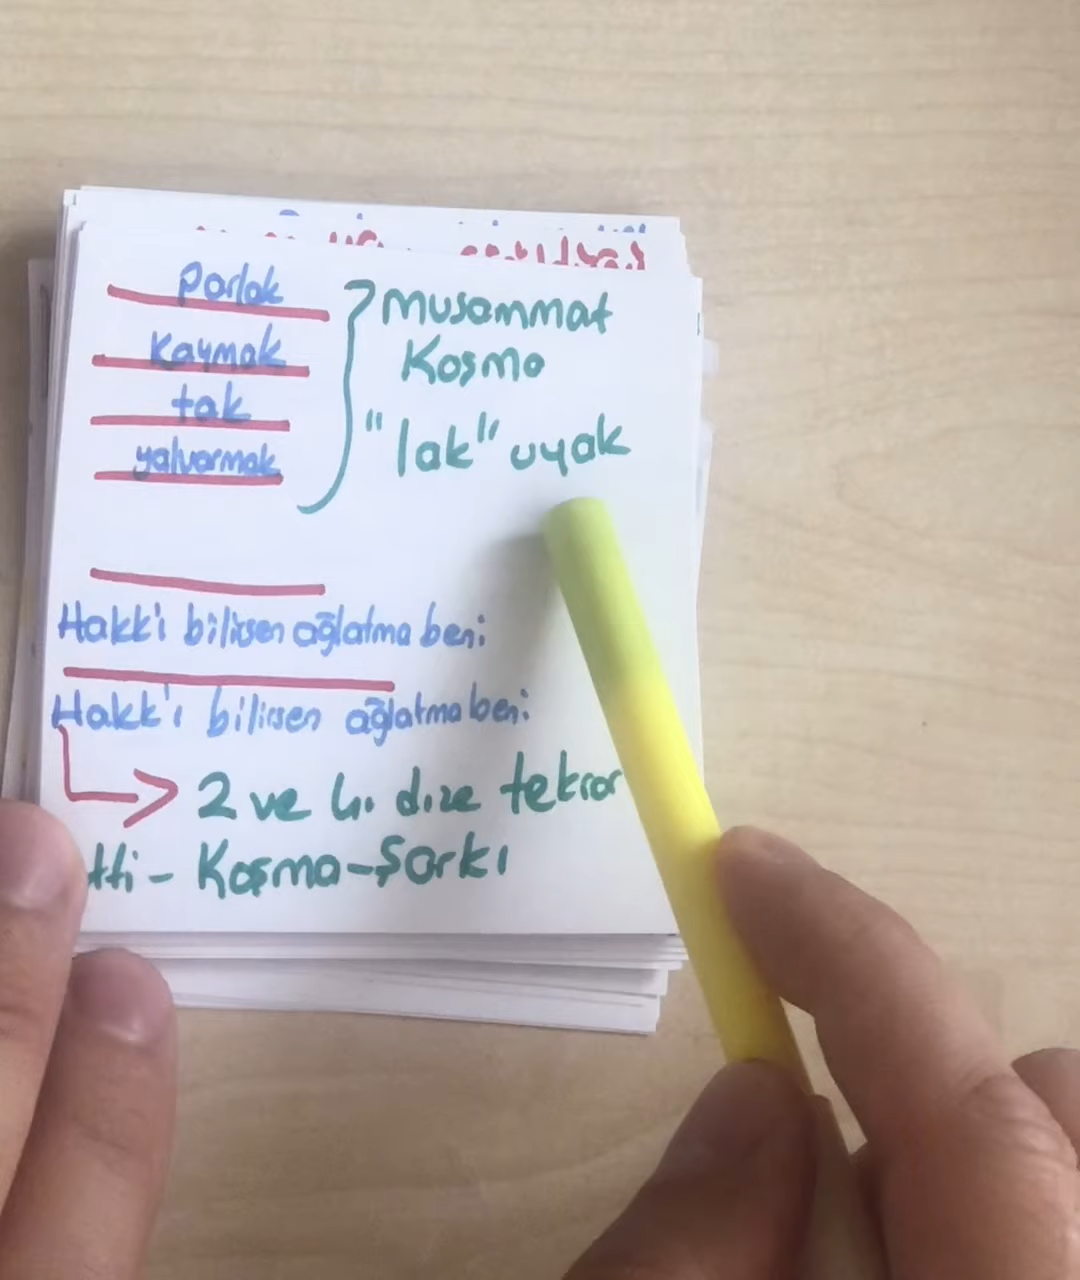 Parlak
Kaymak
tak
yalvarmak
Musammat
Koşma
"lak" uyak
Hakk'ı bilirsen ağlatma beni
Hakk'ı bilirsen ağlatma beni
2 ve 4. dize tekrar
- Koşma-Şarkı